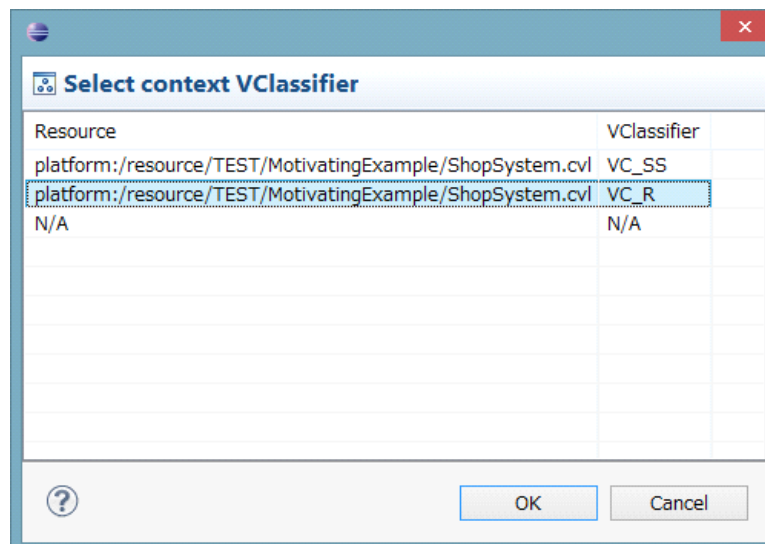 Select context VClassifier
Resource VClassifier
platform:/resource/TEST/MotivatingExample/ShopSystem.cvl VC_SS
platform:/resource/TEST/MotivatingExample/ShopSystem.cvl VC_R
N/A N/A
? OK Cancel